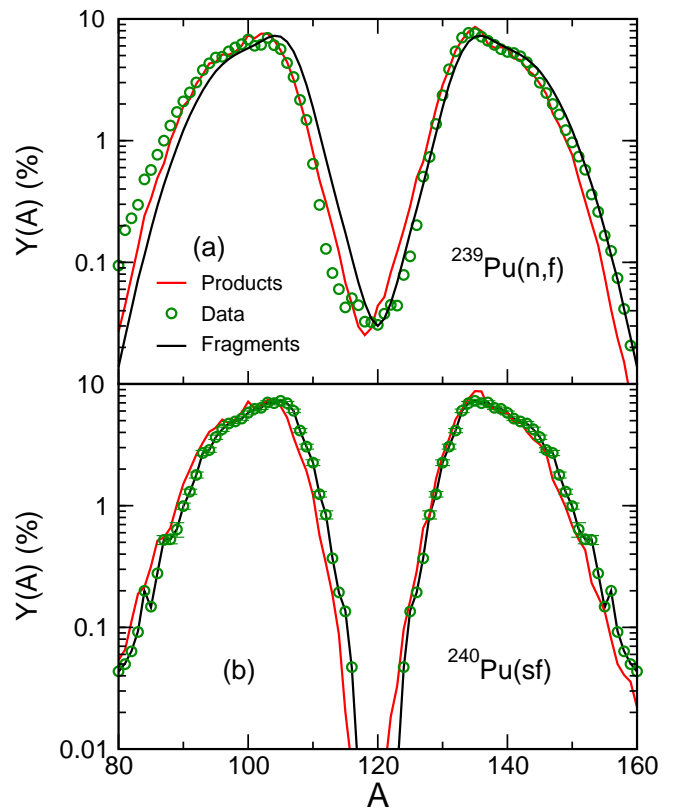 10
1
0.1
Y(A) (%)
(a)
Products
Data
Fragments
²³⁹Pu(n,f)
10
1
0.1
0.01
Y(A) (%)
(b)
²⁴⁰Pu(sf)
80 100 120 140 160
A